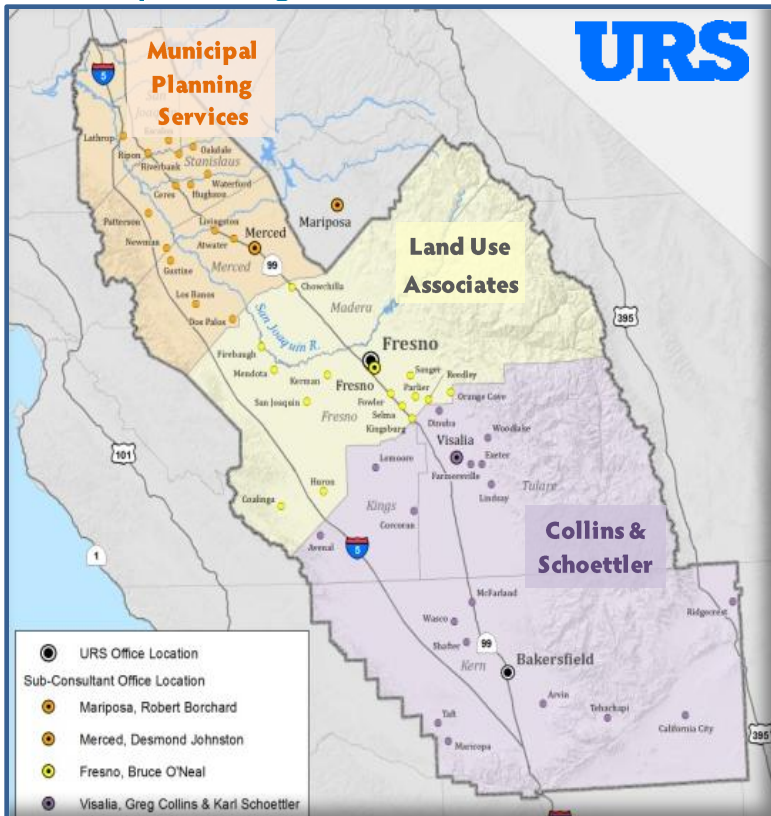 URS
Municipal
Planning
Services
5
Lathrop
Ripon
Oakdale
Riverbank
Stanislaus
Waterford
Ceres
Hughson
Patterson
Livingston
Newman
Atwater
Merced
Mariposa
Gustine
Merced
99
Los Banos
Dos Palos
Land Use
Associates
Chowchilla
Madera
San Joaquin R.
395
Firebaugh
Fresno
Mendota
Kerman
Fresno
Sanger
Reedley
Parlier
San Joaquin
Fresno
Fowler
Orange Cove
Selma
Kingsburg
Dinuba
101
Visalia
Woodlake
Lemoore
Exeter
Farmersville
Tulare
Lindsay
Huron
Coalinga
Kings
Corcoran
Collins &
Schoettler
Avenal
5
1
McFarland
Ridgecrest
Wasco
Shafter
99
Kern
Bakersfield
Arvin
Tehachapi
Taft
California City
Maricopa
395
URS Office Location
Sub-Consultant Office Location
Mariposa, Robert Borchard
Merced, Desmond Johnston
Fresno, Bruce O'Neal
Visalia, Greg Collins & Karl Schoettler